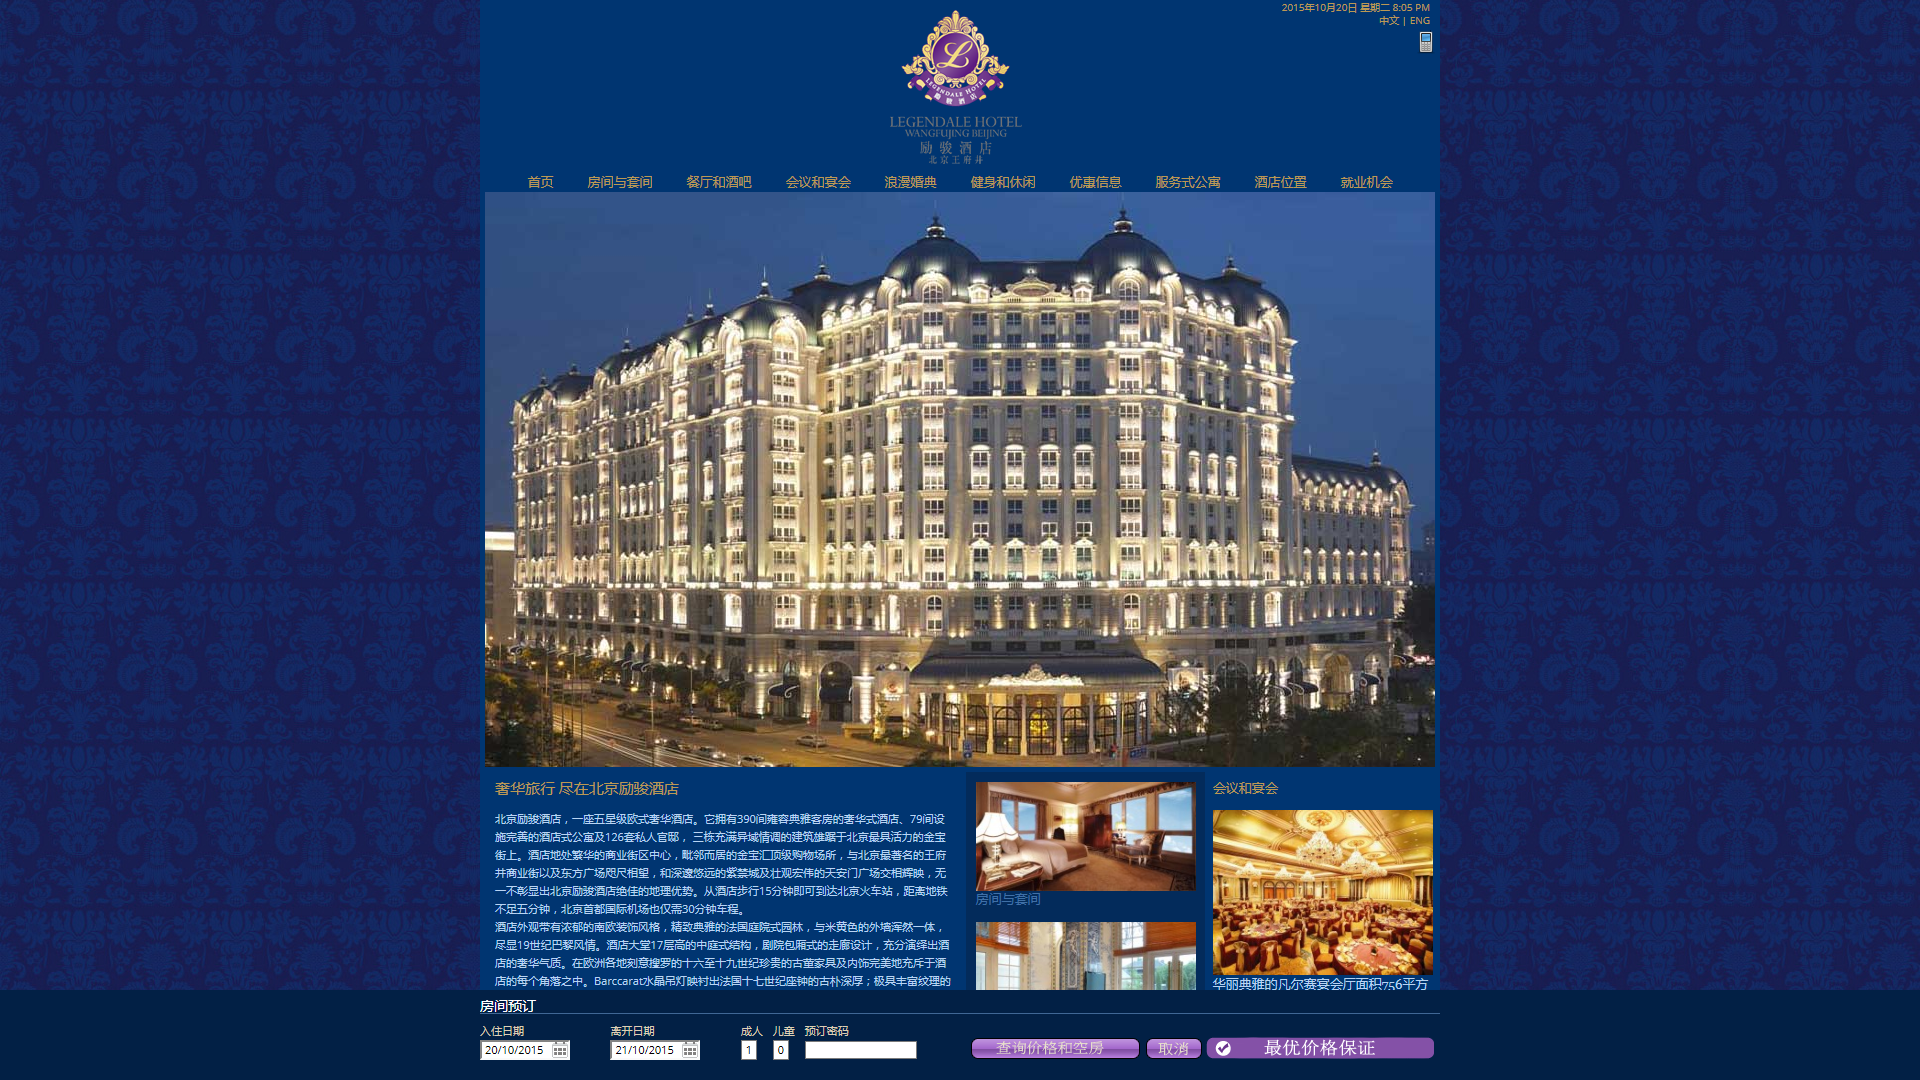 2015年10月20日 星期二 8:05 PM
中文 | ENG
L
LEGENDALE HOTEL
励骏酒店
LEGENDALE HOTEL
WANGFUJING BEIJING
励骏酒店
北京王府井
首页 房间与套间 餐厅和酒吧 会议和宴会 浪漫婚典 健身和休闲 优惠信息 服务式公寓 酒店位置 就业机会
奢华旅行 尽在北京励骏酒店
北京励骏酒店，一座五星级欧式奢华酒店。它拥有390间雍容典雅客房的奢华式酒店、79间设
施完善的酒店式公寓及126套私人官邸， 三栋充满异域情调的建筑雄踞于北京最具活力的金宝
街上。酒店地处繁华的商业街区中心，毗邻而居的金宝汇顶级购物场所，与北京最著名的王府
井商业街以及东方广场咫尺相望，和深邃悠远的紫禁城及壮观宏伟的天安门广场交相辉映，无
一不彰显出北京励骏酒店绝佳的地理优势。从酒店步行15分钟即可到达北京火车站，距离地铁
不足五分钟，北京首都国际机场也仅需30分钟车程。
酒店外观带有浓郁的南欧装饰风格，精致典雅的法国庭院式园林，与米黄色的外墙浑然一体，
尽显19世纪巴黎风情。酒店大堂17层高的中庭式结构，剧院包厢式的走廊设计，充分演绎出酒
店的奢华气质。在欧洲各地刻意搜罗的十六至十九世纪珍贵的古董家具及内饰完美地充斥于酒
店的每个角落之中。Barccarat水晶吊灯映衬出法国十七世纪座钟的古朴深厚；极具丰富纹理的
房间与套间
会议和宴会
华丽典雅的凡尔赛宴会厅面积756平方
房间预订
入住日期 离开日期 成人 儿童 预订密码
20/10/2015 21/10/2015 1 0 查询价格和空房 取消 最优价格保证